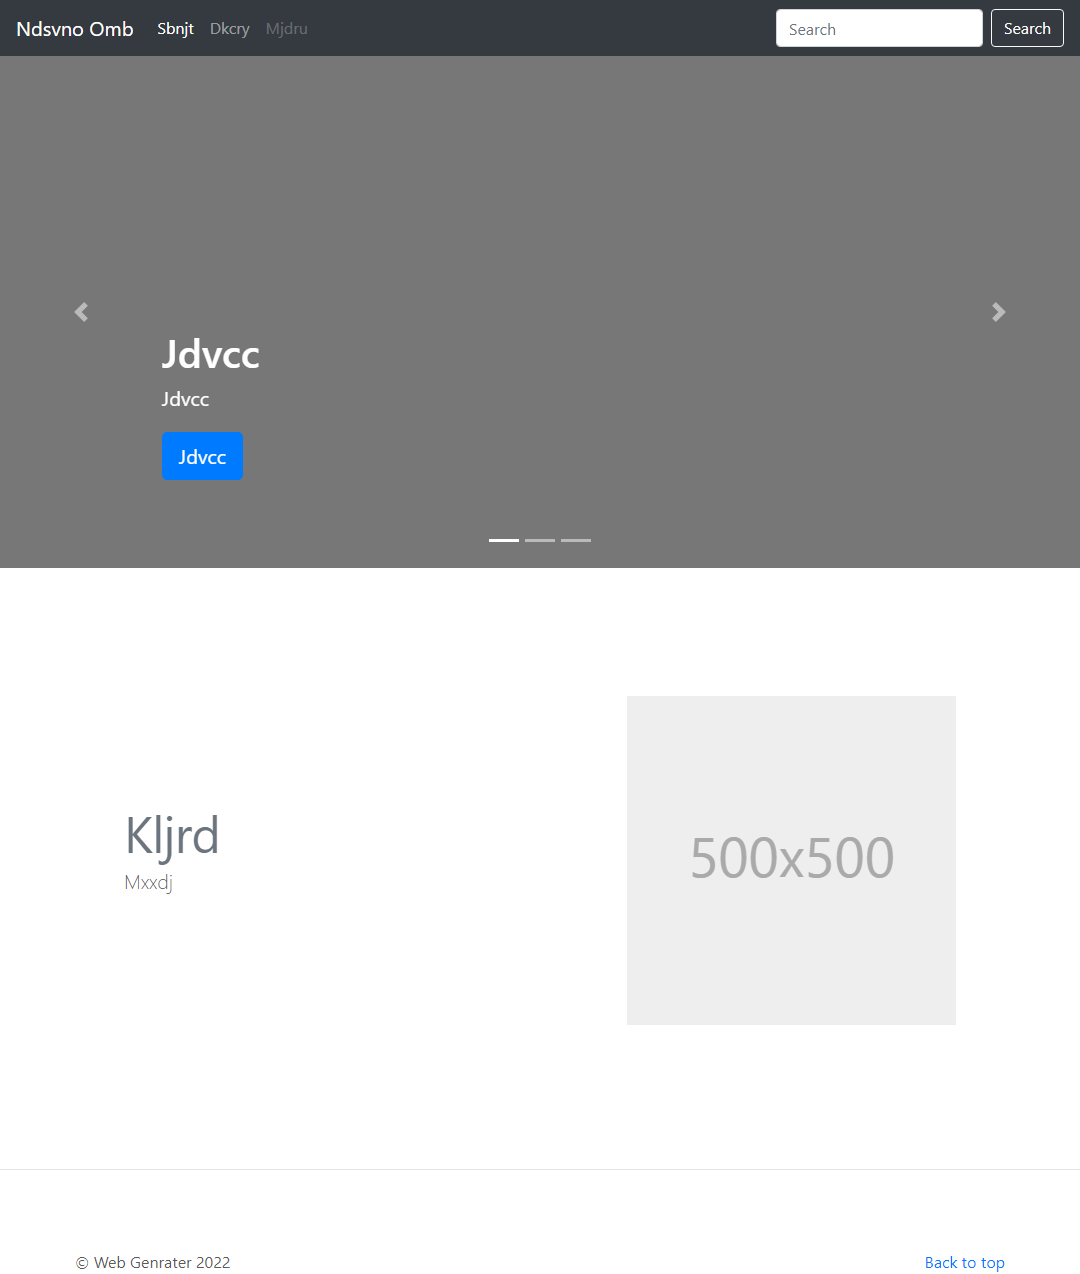 Ndsvno Omb Sbnjt Dkcry Mjdru Search Search
Jdvcc
Jdvcc
Jdvcc
Kljrd
Mxxdj
500x500
© Web Genrater 2022 Back to top